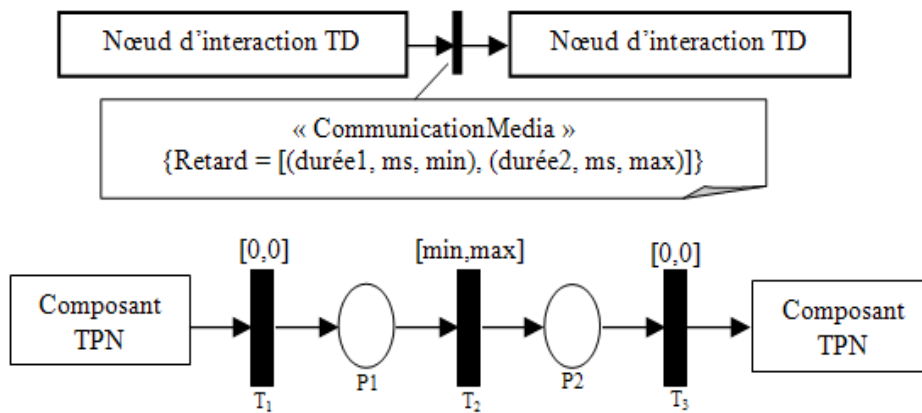 Nœud d'interaction TD
Nœud d'interaction TD
« CommunicationMedia »
{Retard = [(durée1, ms, min), (durée2, ms, max)]}
[0,0]
[min,max]
[0,0]
Composant
TPN
Composant
TPN
T1
P1
T2
P2
T3